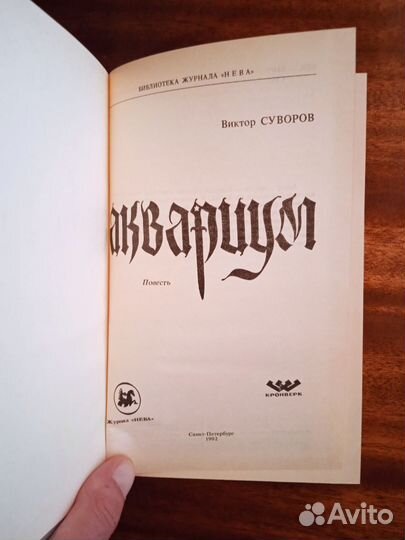 БИБЛИОТЕКА ЖУРНАЛА «НЕВА»
Виктор СУВОРОВ
аквариум
Повесть
Журнал «НЕВА»
КРОНВЕРК
Санкт-Петербург
1992
Avito